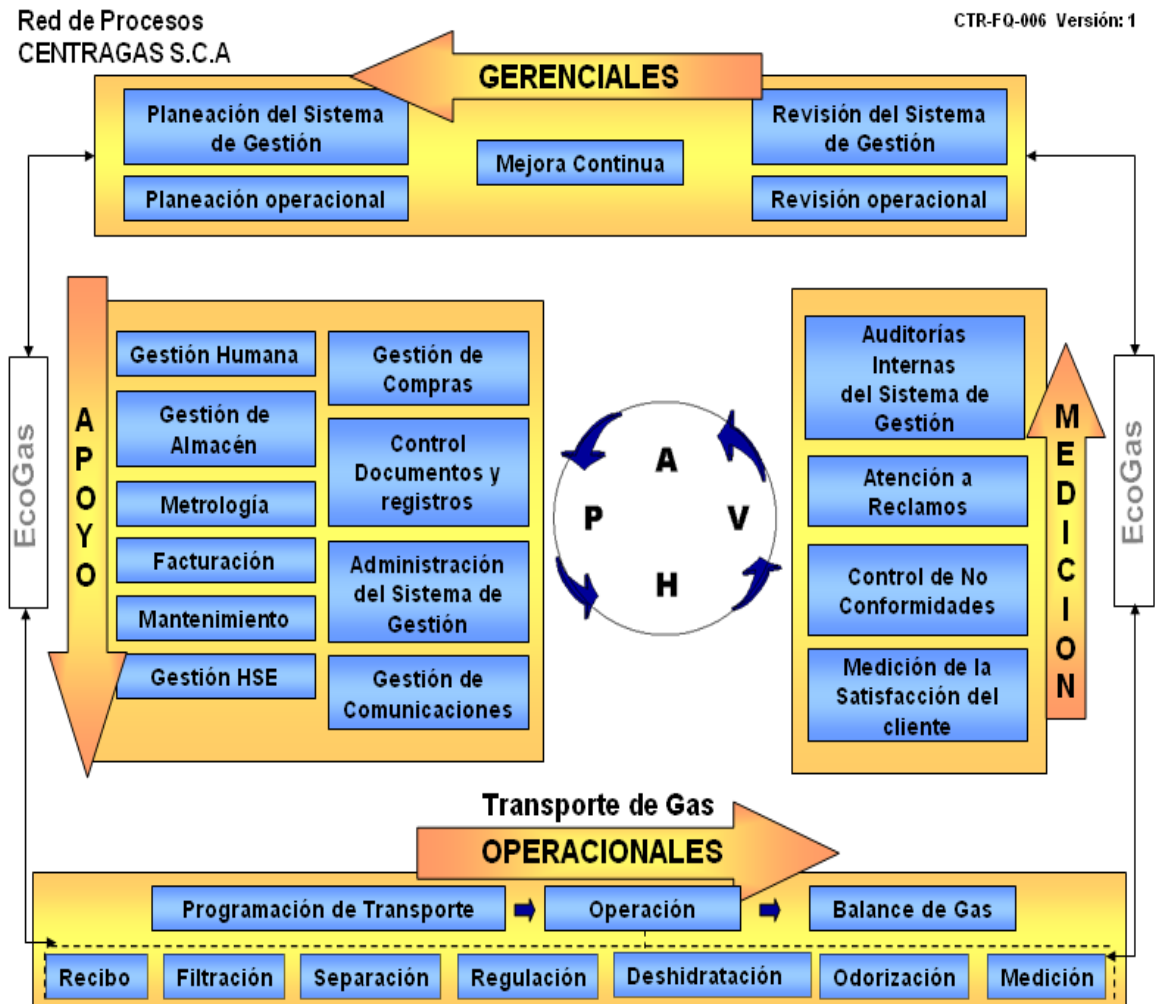 Red de Procesos
CENTRAGAS S.C.A
CTR-FQ-006 Versión: 1
GERENCIALES
Planeación del Sistema
de Gestión
Planeación operacional
Mejora Continua
Revisión del Sistema
de Gestión
Revisión operacional
EcoGas
APOYO
Gestión Humana
Gestión de
Almacén
Metrología
Facturación
Mantenimiento
Gestión HSE
Gestión de
Compras
Control
Documentos y
registros
Administración
del Sistema de
Gestión
Gestión de
Comunicaciones
A
P
V
H
Auditorías
Internas
del Sistema de
Gestión
Atención a
Reclamos
Control de No
Conformidades
Medición de la
Satisfacción del
cliente
MEDICION
EcoGas
Transporte de Gas
OPERACIONALES
Programación de Transporte
Operación
Balance de Gas
Recibo
Filtración
Separación
Regulación
Deshidratación
Odorización
Medición